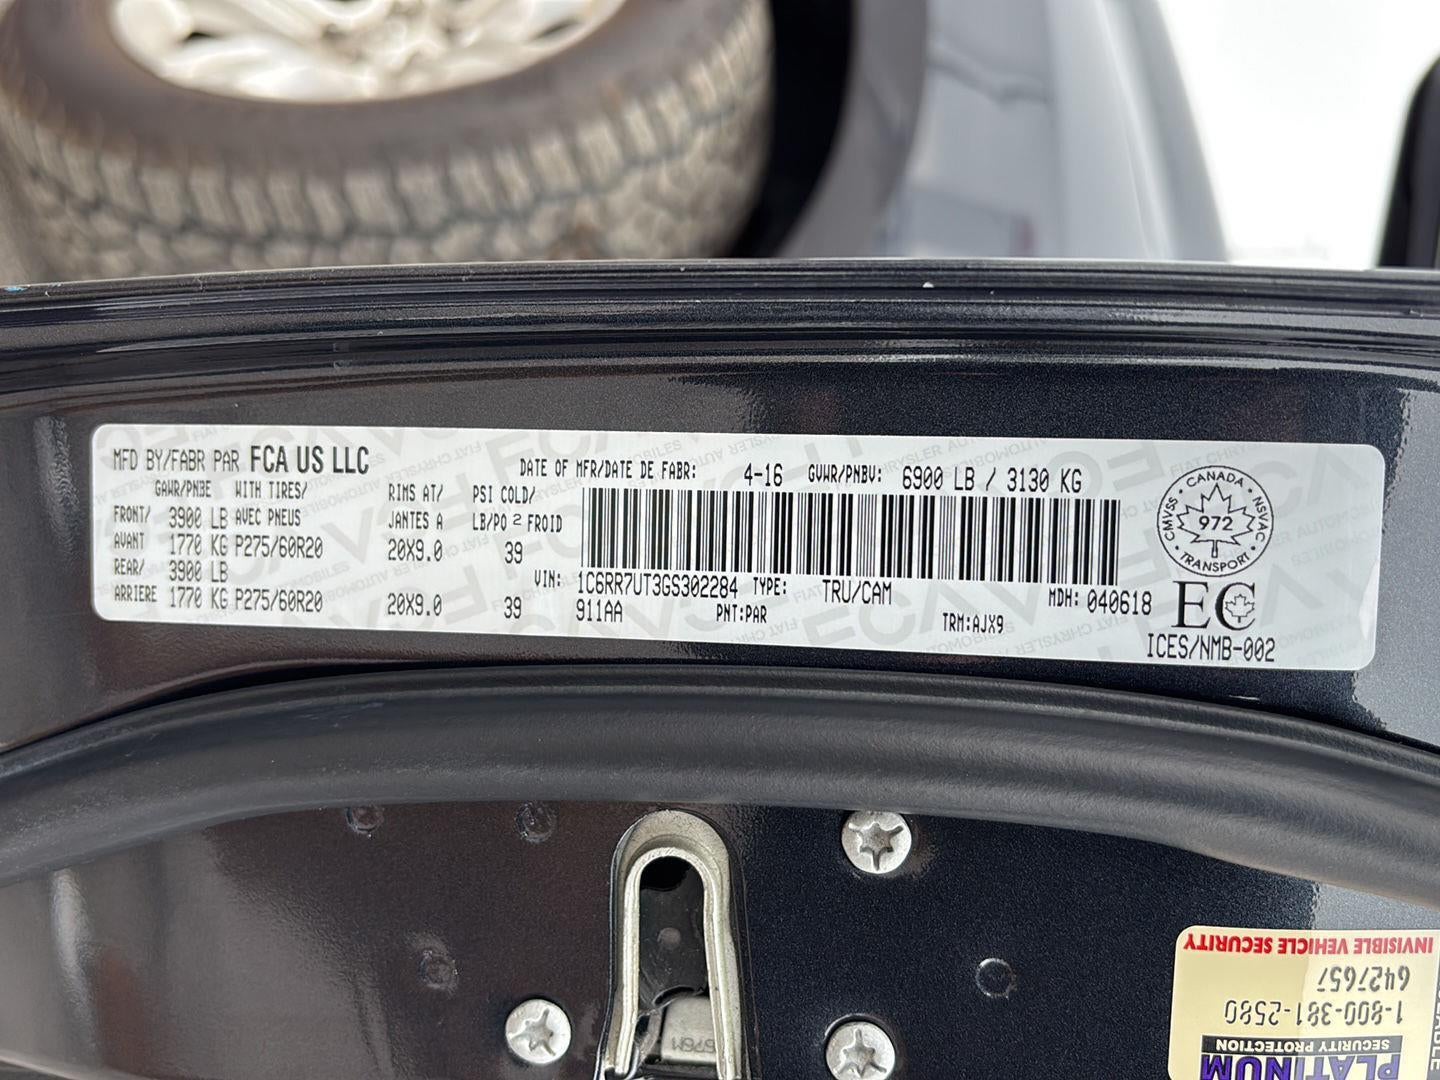 MFD BY/FABR PAR FCA US LLC
DATE OF MFR/DATE DE FABR: 4-16 GVWR/PNBV: 6900 LB / 3130 KG
GAWR/PNBE WITH TIRES/ RIMS AT/ PSI COLD/
AVEC PNEUS JANTES A LB/PO 2 FROID
FRONT/ 3900 LB
AVANT 1770 KG P275/60R20 20X9.0 39
REAR/ 3900 LB
ARRIERE 1770 KG P275/60R20 20X9.0 39
VIN: 1C6RR7UT3GS302284 TYPE: TRU/CAM MDH: 040618
911AA PNT:PAR TRM:AJX9
CANADA
CMVSS NSVAC
972
TRANSPORT
EC
ICES/NMB-002
PLATINUM
SECURITY PROTECTION
1-800-381-2580
6427657
INVISIBLE VEHICLE SECURITY